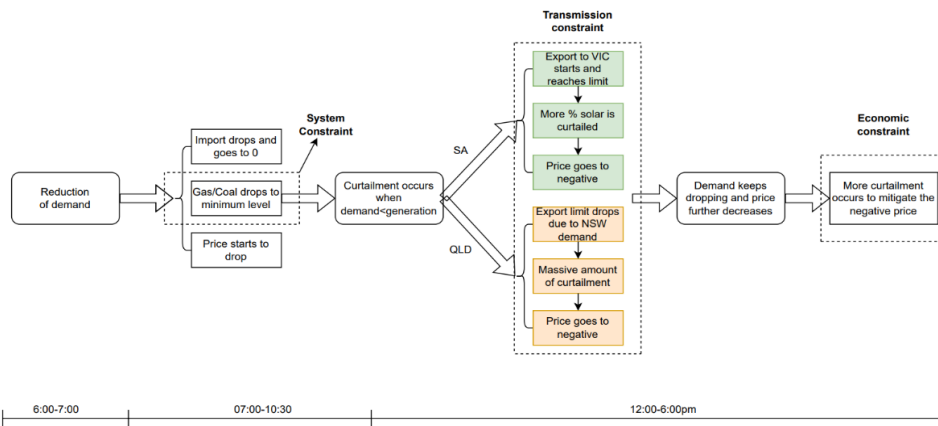 Reduction
of demand
Import drops and
goes to 0
Gas/Coal drops to
minimum level
Price starts to
drop
System
Constraint
Curtailment occurs
when
demand<generation
SA
QLD
Transmission
constraint
Export to VIC
starts and
reaches limit
More % solar is
curtailed
Price goes to
negative
Export limit drops
due to NSW
demand
Massive amount
of curtailment
Price goes to
negative
Demand keeps
dropping and price
further decreases
Economic
constraint
More curtailment
occurs to mitigate the
negative price
6:00-7:00
07:00-10:30
12:00-6:00pm